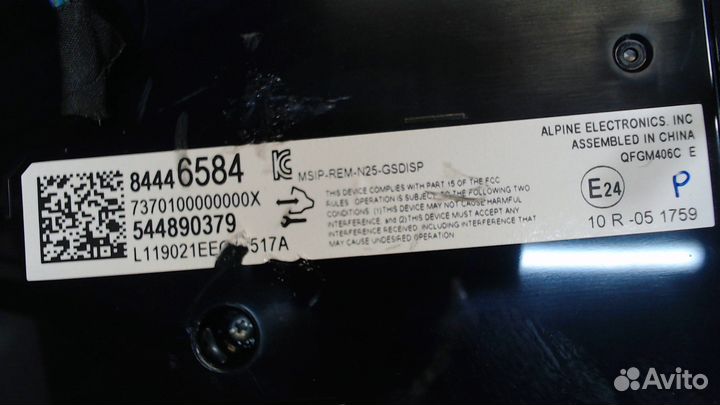 84446584
7370100000000X
544890379
517A
MSIP-REM-N25-GSDISP
THIS DEVICE COMPLIES WITH PART 15 OF THE FCC
RULES OPERATION IS SUBJECT TO THE FOLLOWING TWO
CONDITIONS (1)THIS DEVICE MAY NOT CAUSE HARMFUL
INTERFERENCE, and (2)THIS DEVICE MUST ACCEPT ANY
INTERFERENCE RECEIVED, INCLUDING INTERFERENCE THAT
MAY CAUSE UNDESIRED OPERATION.
ALPINE ELECTRONICS. INC
ASSEMBLED IN CHINA
QFGM406C E
E24
P
10 R -05 1759
Avito